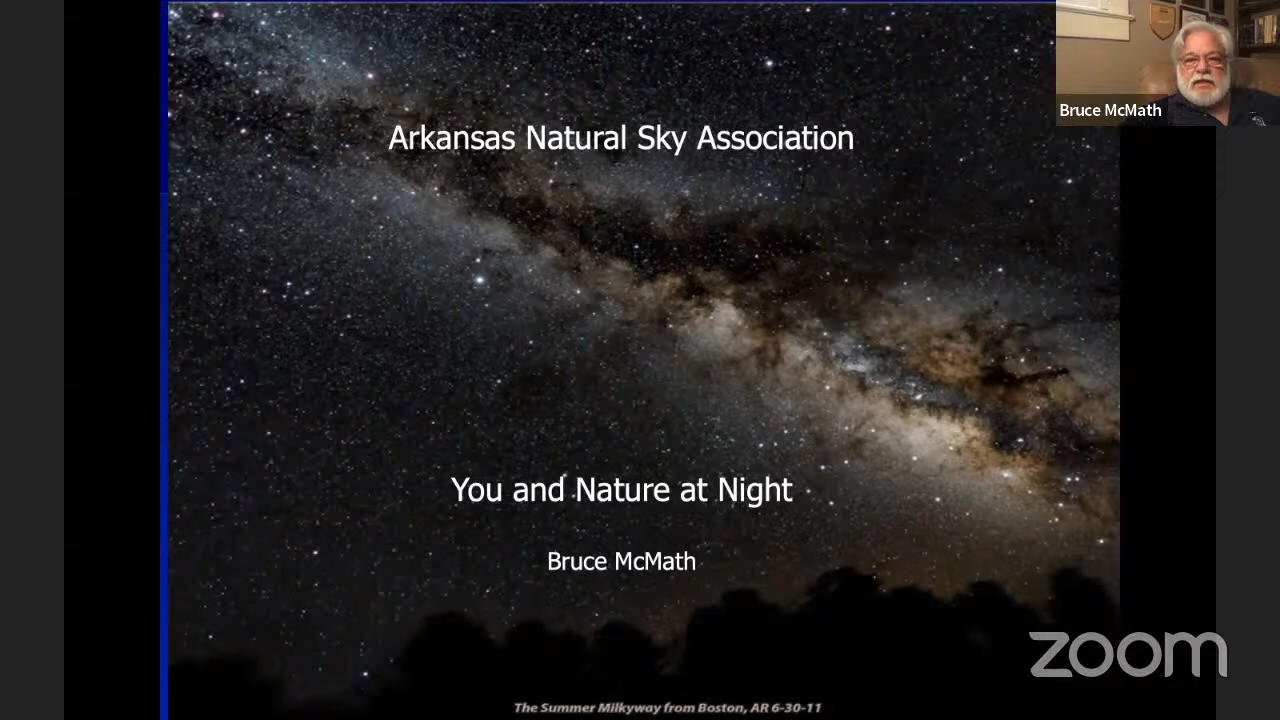 Bruce McMath
Arkansas Natural Sky Association
You and Nature at Night
Bruce McMath
zoom
The Summer Milkyway from Boston, AR 6-30-11